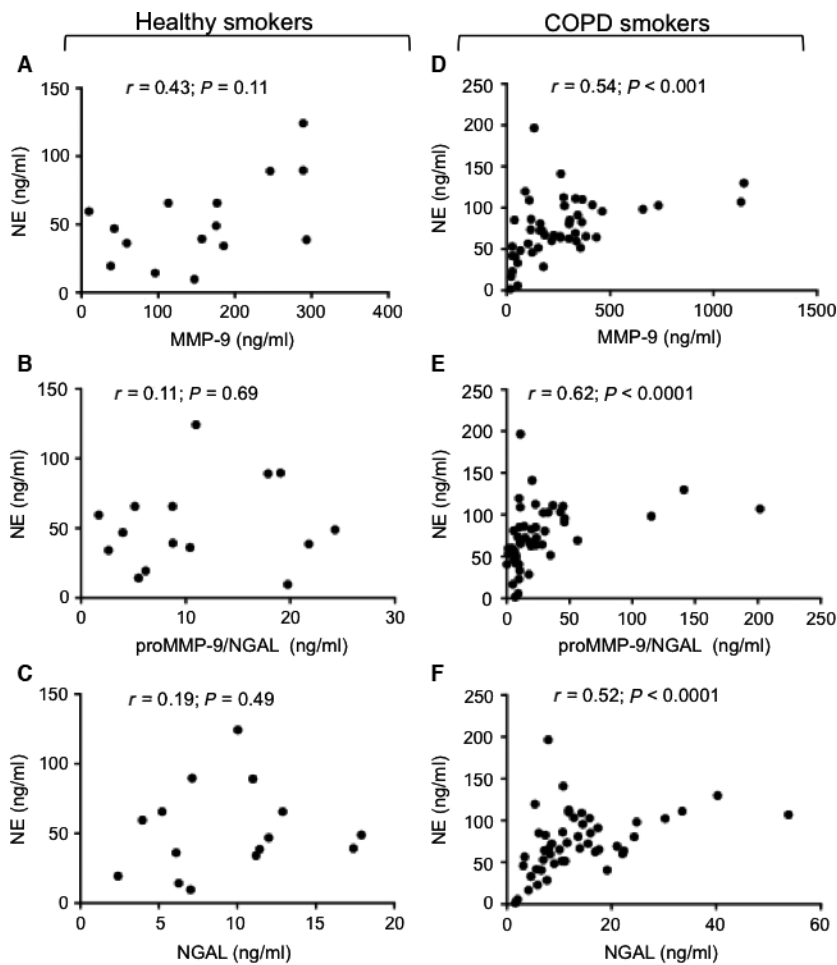 Healthy smokers
COPD smokers
A
r = 0.43; P = 0.11
150
100
50
0
NE (ng/ml)
0 100 200 300 400
MMP-9 (ng/ml)
B
r = 0.11; P = 0.69
150
100
50
0
NE (ng/ml)
0 10 20 30
proMMP-9/NGAL (ng/ml)
C
r = 0.19; P = 0.49
150
100
50
0
NE (ng/ml)
0 5 10 15 20
NGAL (ng/ml)
D
r = 0.54; P < 0.001
250
200
150
100
50
0
NE (ng/ml)
0 500 1000 1500
MMP-9 (ng/ml)
E
r = 0.62; P < 0.0001
250
200
150
100
50
0
NE (ng/ml)
0 50 100 150 200 250
proMMP-9/NGAL (ng/ml)
F
r = 0.52; P < 0.0001
250
200
150
100
50
0
NE (ng/ml)
0 20 40 60
NGAL (ng/ml)